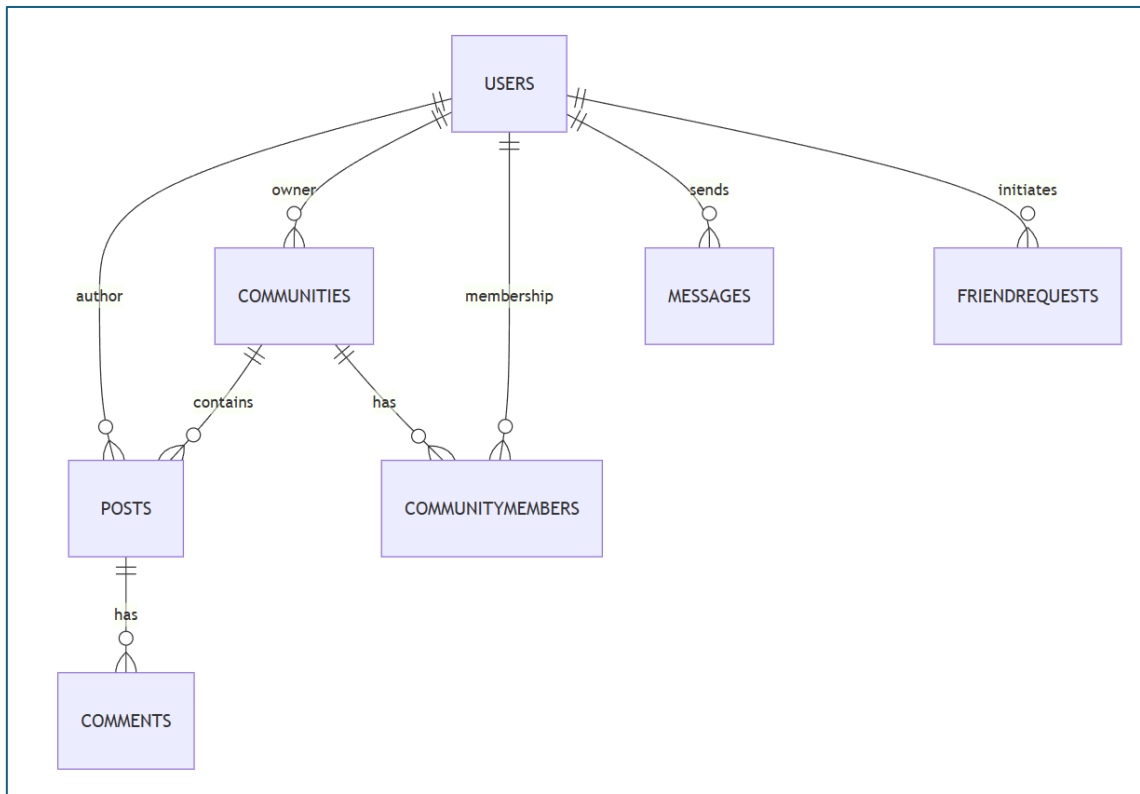 USERS
owner
sends
initiates
author
COMMUNITIES
membership
MESSAGES
FRIENDREQUESTS
contains
has
POSTS
COMMUNITYMEMBERS
has
COMMENTS